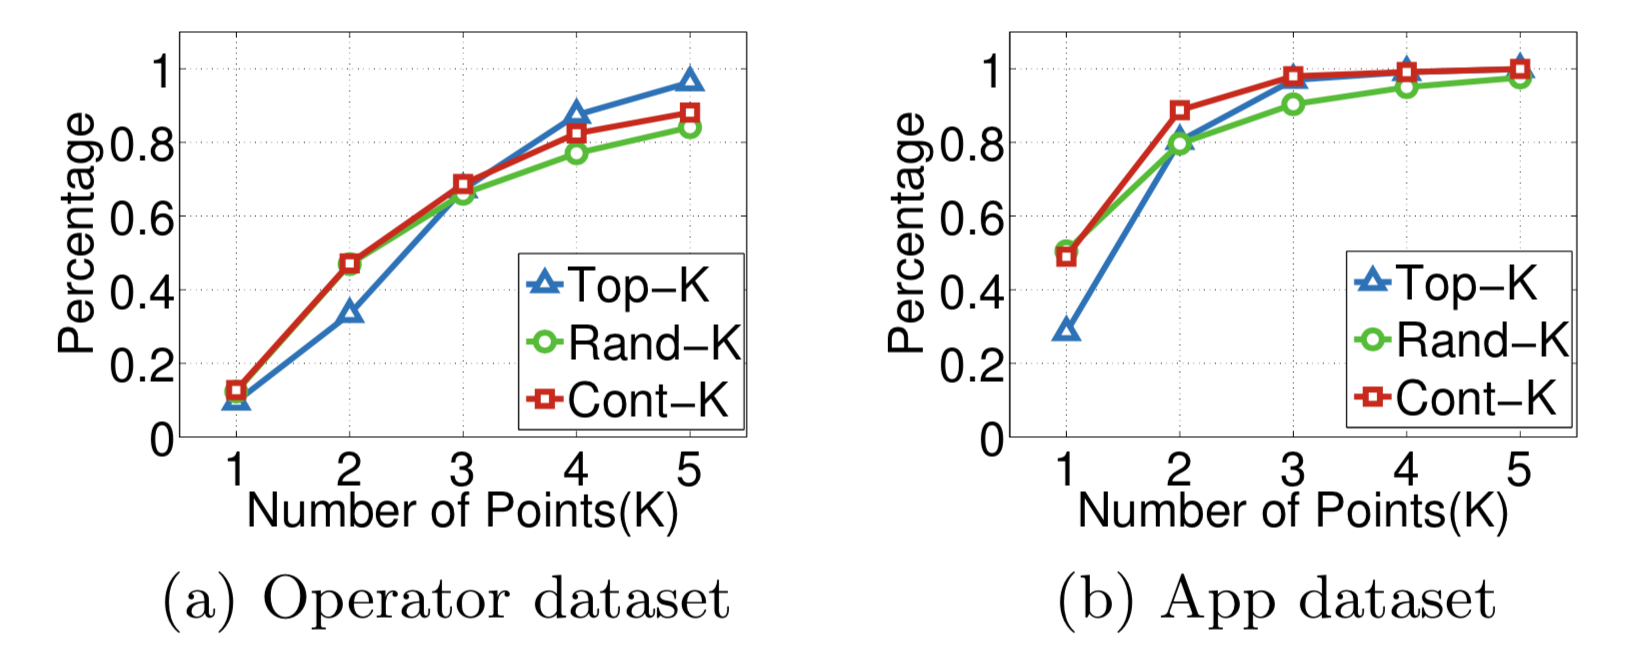 Percentage
1
0.8
0.6
0.4
0.2
0
1 2 3 4 5
Number of Points(K)
Top-K
Rand-K
Cont-K
(a) Operator dataset
Percentage
1
0.8
0.6
0.4
0.2
0
1 2 3 4 5
Number of Points(K)
Top-K
Rand-K
Cont-K
(b) App dataset